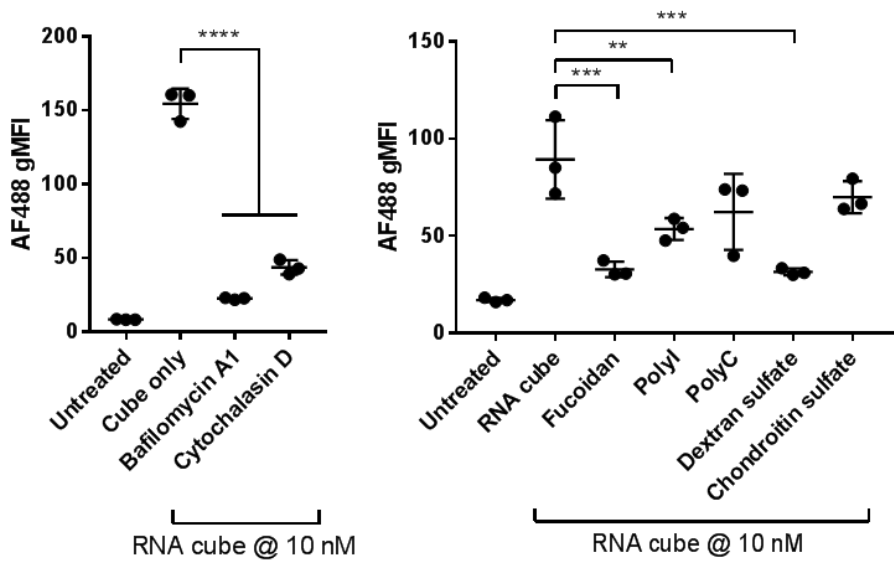 ****
AF488 gMFI
200
150
100
50
0
Untreated
Cube only
Bafilomycin A1
Cytochalasin D
RNA cube @ 10 nM
***
**
***
AF488 gMFI
150
100
50
0
Untreated
RNA cube
Fucoidan
PolyI
PolyC
Dextran sulfate
Chondroitin sulfate
RNA cube @ 10 nM